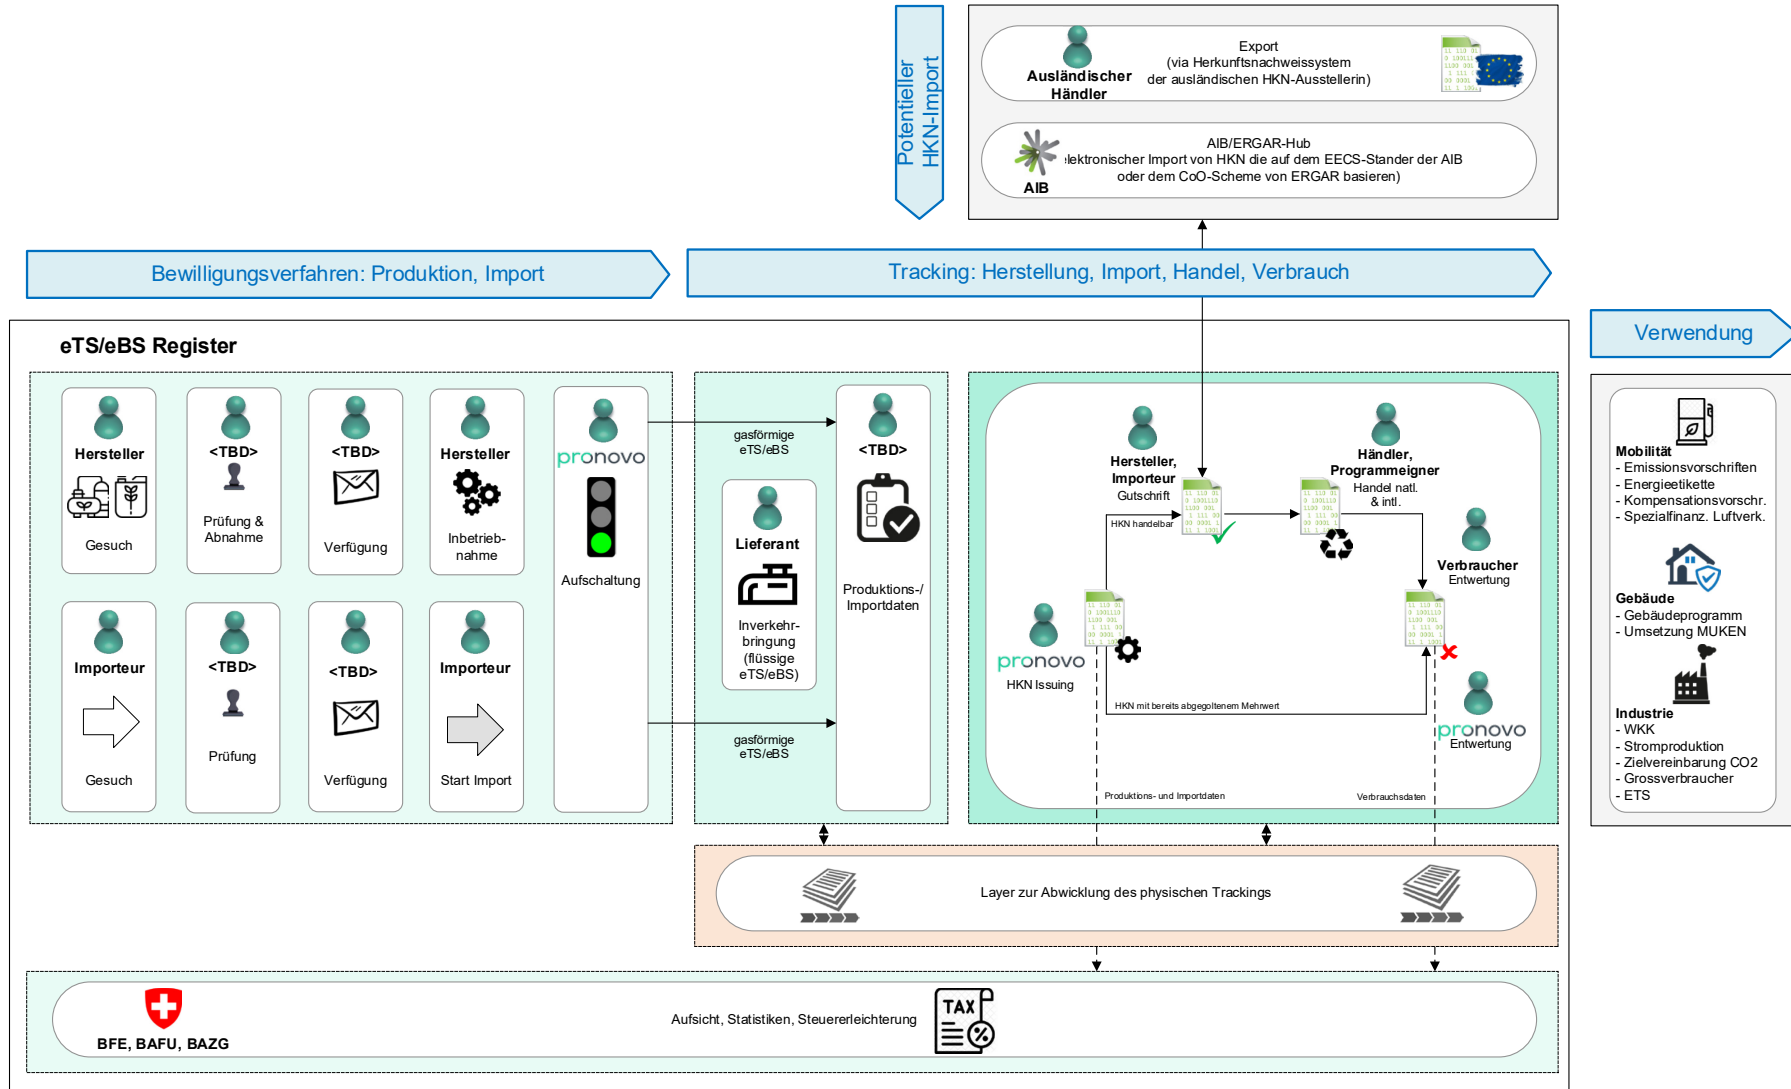 Potentieller
HKN-Import
Ausländischer
Händler
Export
(via Herkunftsnachweissystem
der ausländischen HKN-Ausstellerin)
AIB
AIB/ERGAR-Hub
lektronischer Import von HKN die auf dem EECS-Stander der AIB
oder dem CoO-Scheme von ERGAR basieren)
Bewilligungsverfahren: Produktion, Import
Tracking: Herstellung, Import, Handel, Verbrauch
Verwendung
eTS/eBS Register
Hersteller
Gesuch
<TBD>
Prüfung &
Abnahme
<TBD>
Verfügung
Hersteller
Inbetrieb-
nahme
Importeur
Gesuch
<TBD>
Prüfung
<TBD>
Verfügung
Importeur
Start Import
pronovo
Aufschaltung
gasförmige
eTS/eBS
Lieferant
Inverkehr-
bringung
(flüssige
eTS/eBS)
gasförmige
eTS/eBS
<TBD>
Produktions-/
Importdaten
Hersteller,
Importeur
Gutschrift
HKN handelbar
Händler,
Programmeigner
Handel natl.
& intl.
Verbraucher
Entwertung
pronovo
HKN Issuing
HKN mit bereits abgegoltenem Mehrwert
pronovo
Entwertung
Produktions- und Importdaten
Verbrauchsdaten
Mobilität
- Emissionsvorschriften
- Energieetikette
- Kompensationsvorschr.
- Spezialfinanz. Luftverk.
Gebäude
- Gebäudeprogramm
- Umsetzung MUKEN
Industrie
- WKK
- Stromproduktion
- Zielvereinbarung CO2
- Grossverbraucher
- ETS
Layer zur Abwicklung des physischen Trackings
BFE, BAFU, BAZG
Aufsicht, Statistiken, Steuererleichterung
TAX